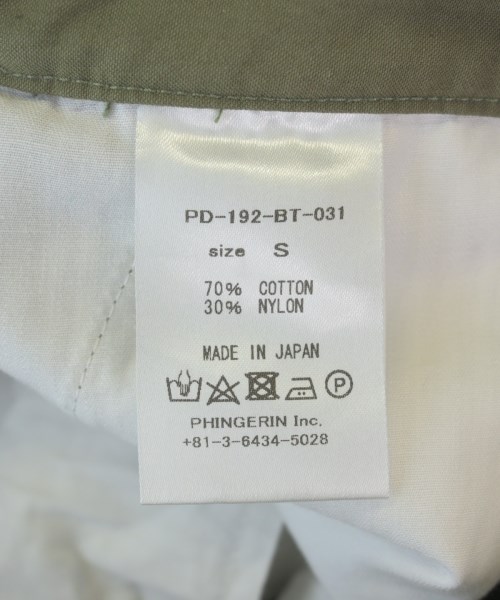 PD-192-BT-031
size S
70% COTTON
30% NYLON
MADE IN JAPAN
P
PHINGERIN Inc.
+81-3-6434-5028